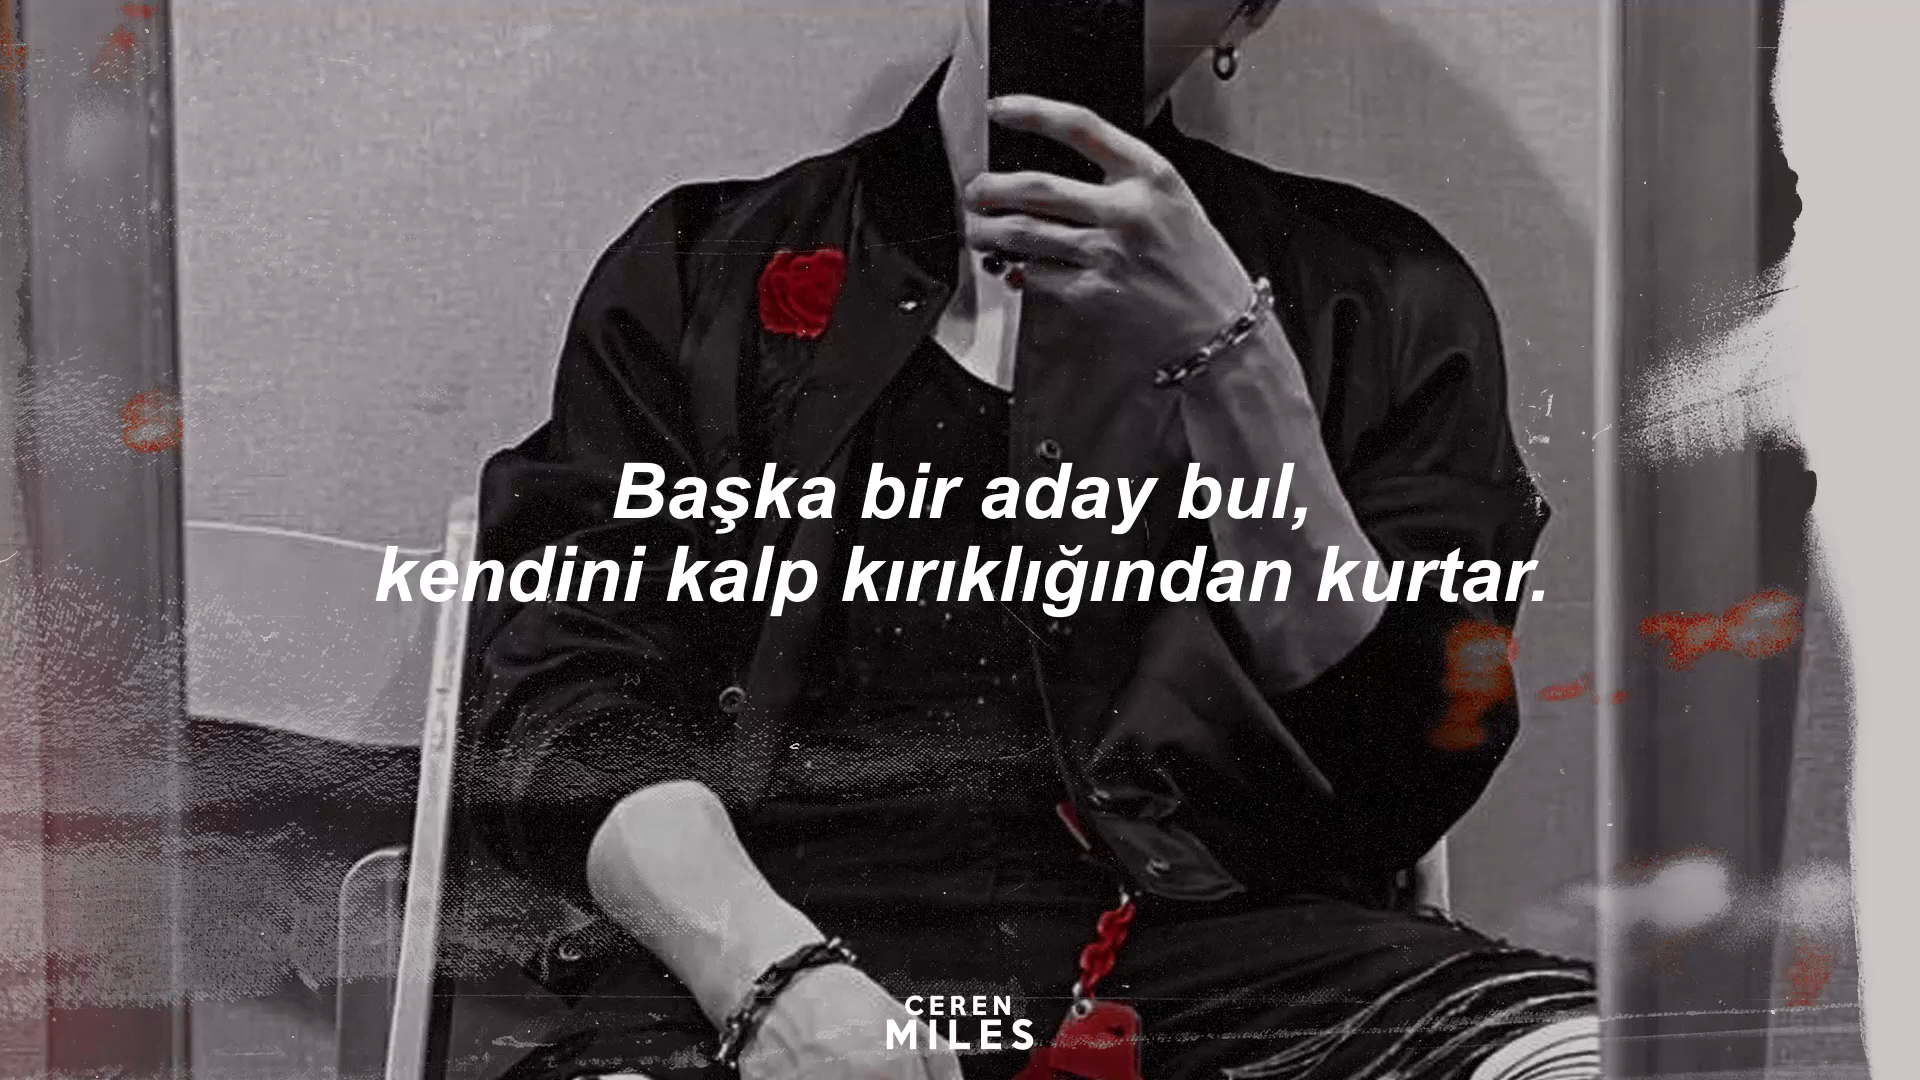 Başka bir aday bul,
kendini kalp kırıklığından kurtar.
CEREN
MILES